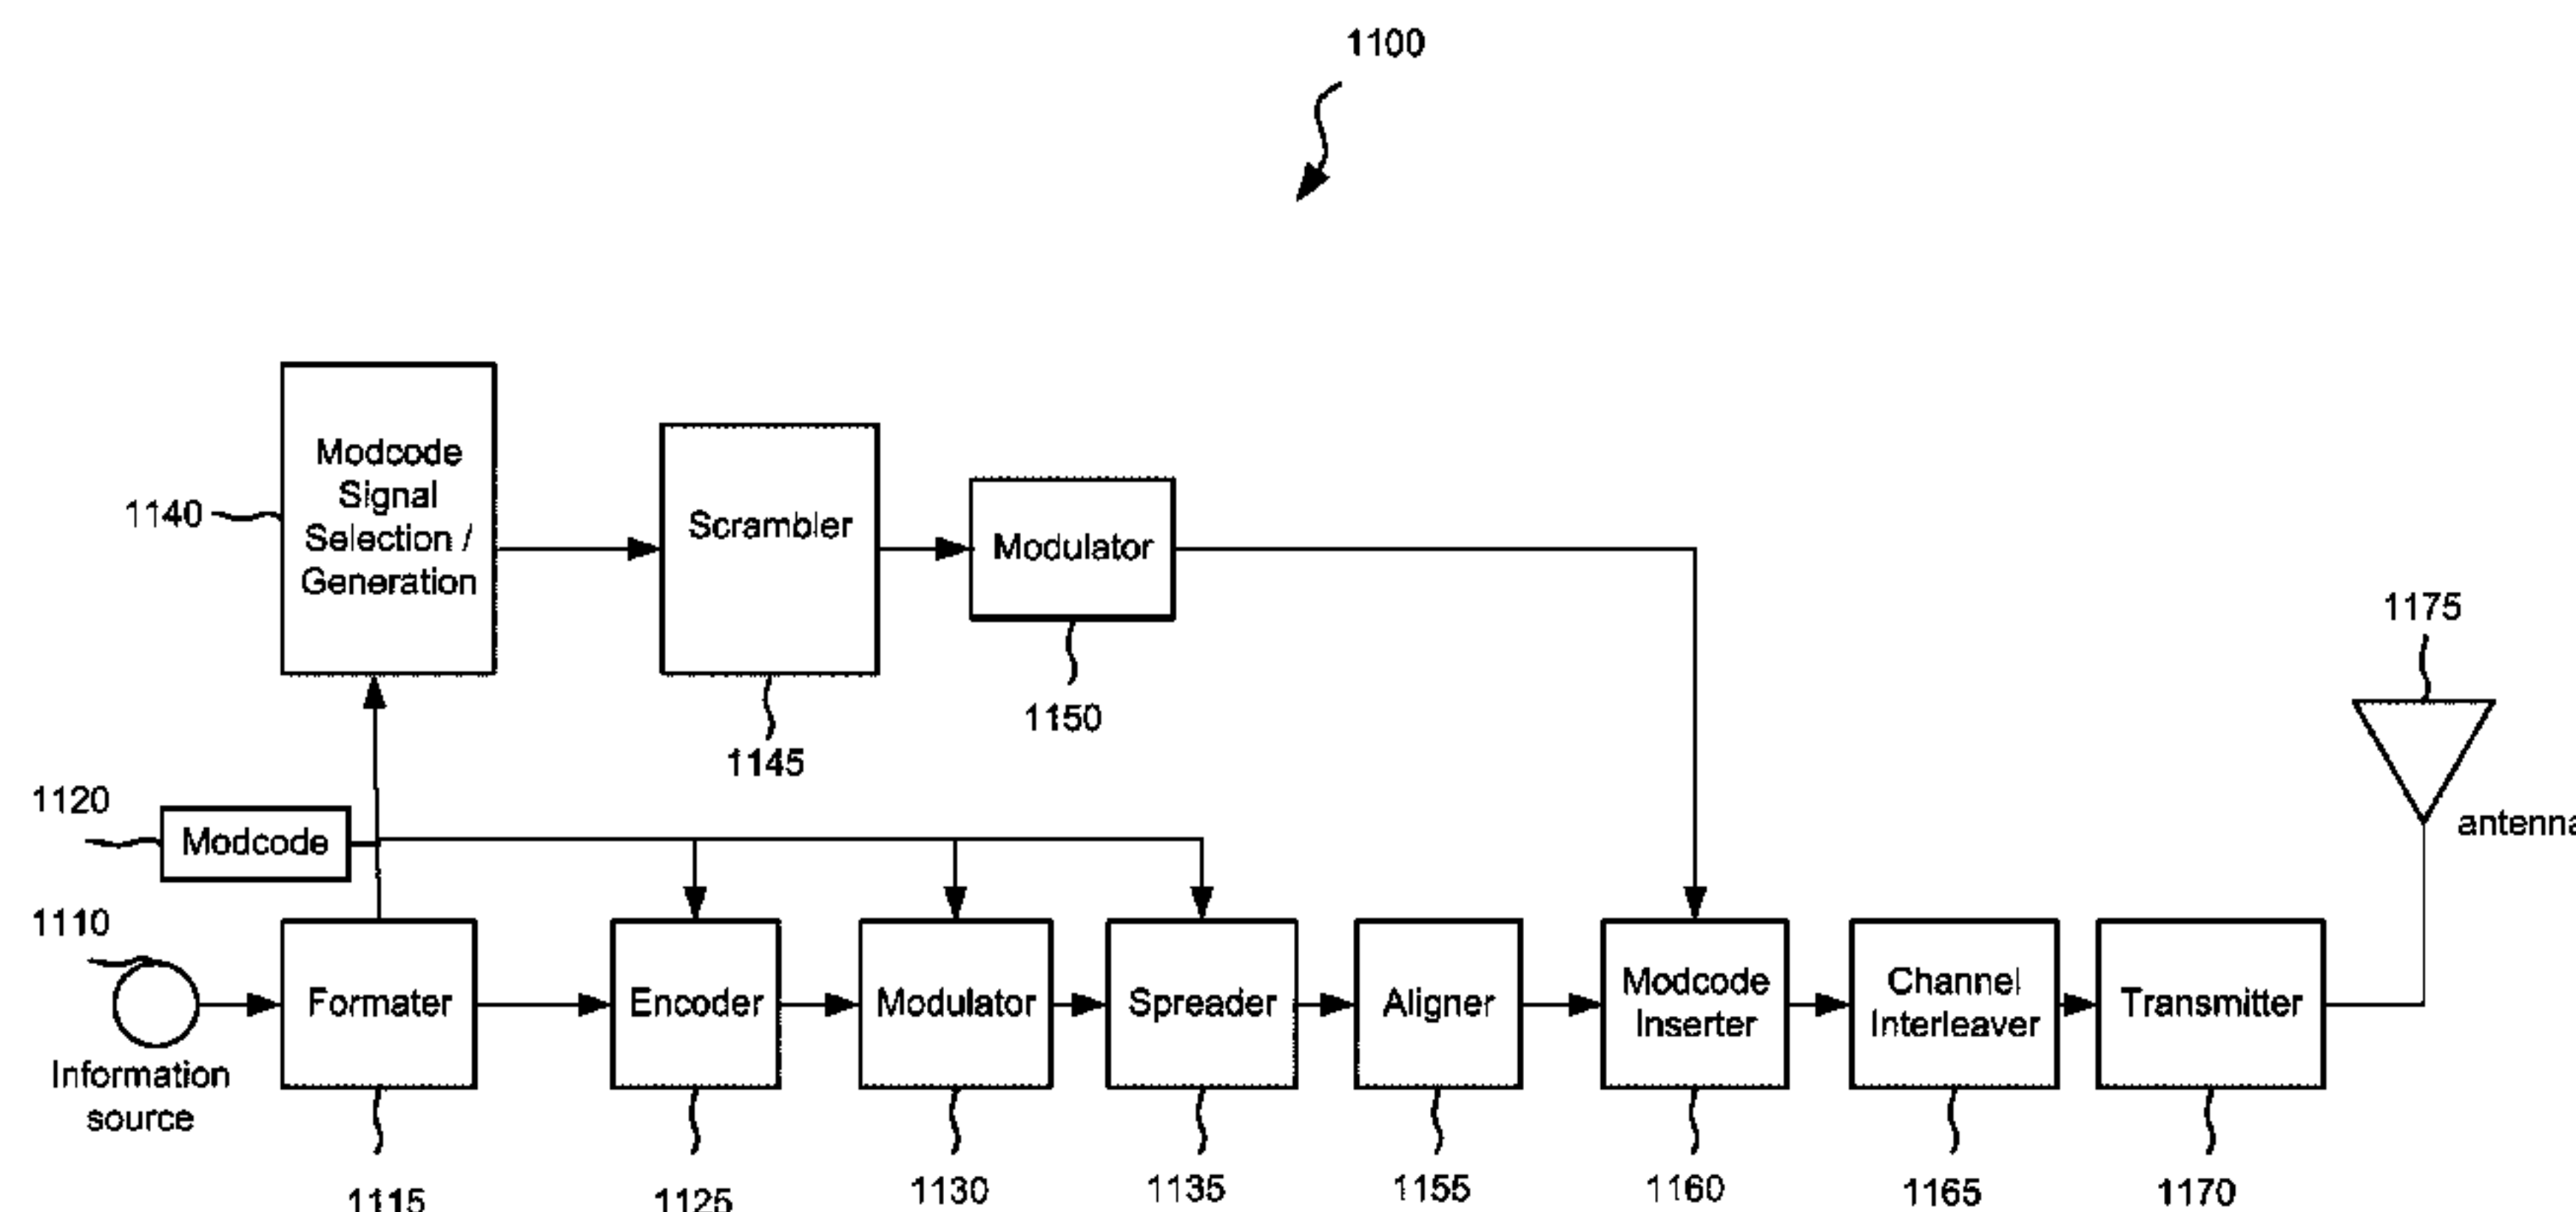 1100
Modcode
Signal
Selection /
Generation
1140
Scrambler
1145
Modulator
1150
1175
antenna
1120
Modcode
1110
Information
source
Formater
Encoder
Modulator
Spreader
Aligner
Modcode
Inserter
Channel
Interleaver
Transmitter
1115
1125
1130
1135
1155
1160
1165
1170